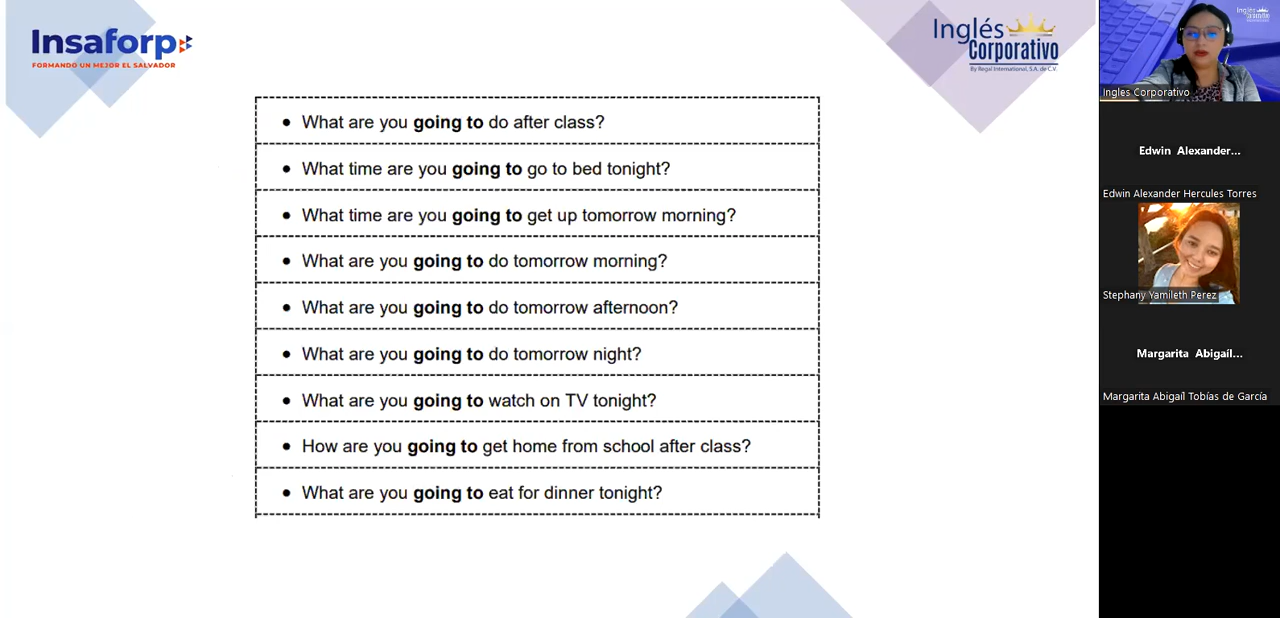 Insaforp
FORMANDO UN MEJOR EL SALVADOR
Inglés
Corporativo
By Regal International, S.A. de C.V.
• What are you going to do after class?
• What time are you going to go to bed tonight?
• What time are you going to get up tomorrow morning?
• What are you going to do tomorrow morning?
• What are you going to do tomorrow afternoon?
• What are you going to do tomorrow night?
• What are you going to watch on TV tonight?
• How are you going to get home from school after class?
• What are you going to eat for dinner tonight?
Inglés
Corporativo
Ingles Corporativo
Edwin Alexander...
Edwin Alexander Hercules Torres
Stephany Yamileth Perez
Margarita Abigaíl...
Margarita Abigaíl Tobías de García